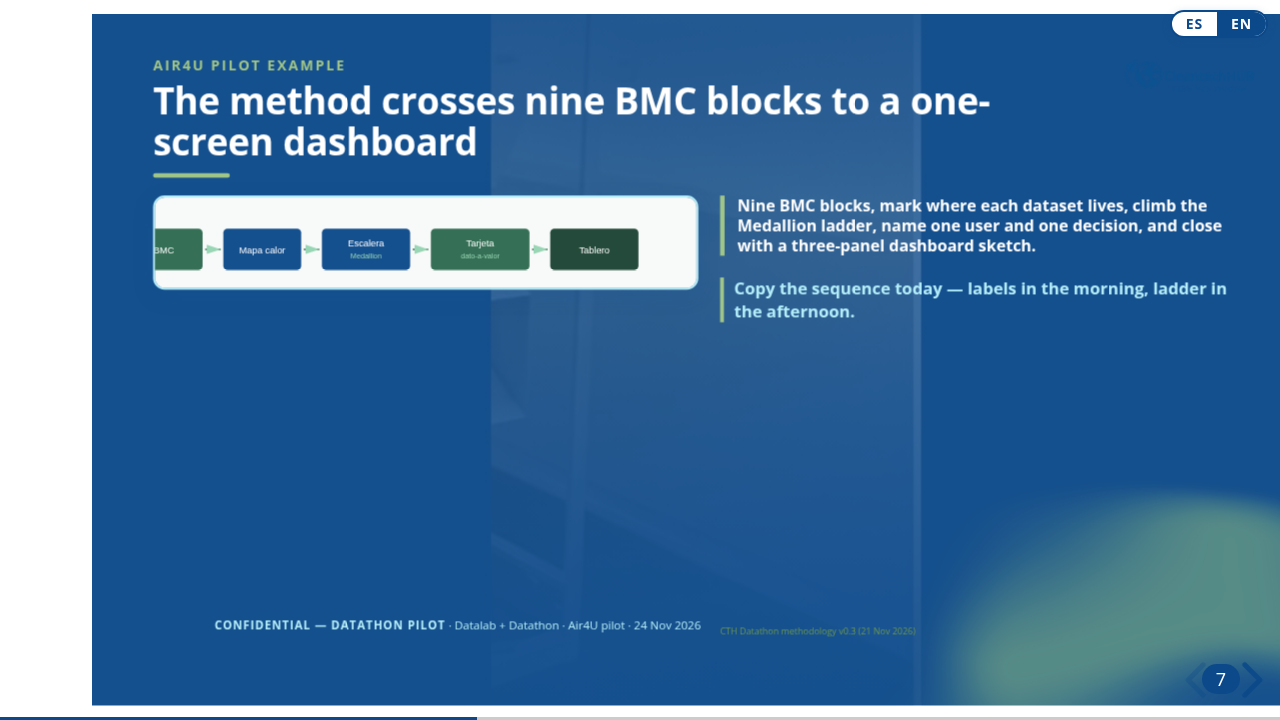 ES EN
AIR4U PILOT EXAMPLE
The method crosses nine BMC blocks to a one-
screen dashboard
BMC
Mapa calor
Escalera
Medallion
Tarjeta
dato-a-valor
Tablero
Nine BMC blocks, mark where each dataset lives, climb the
Medallion ladder, name one user and one decision, and close
with a three-panel dashboard sketch.
Copy the sequence today — labels in the morning, ladder in
the afternoon.
CONFIDENTIAL — DATATHON PILOT · Datalab + Datathon · Air4U pilot · 24 Nov 2026
CTH Datathon methodology v0.3 (21 Nov 2026)
7